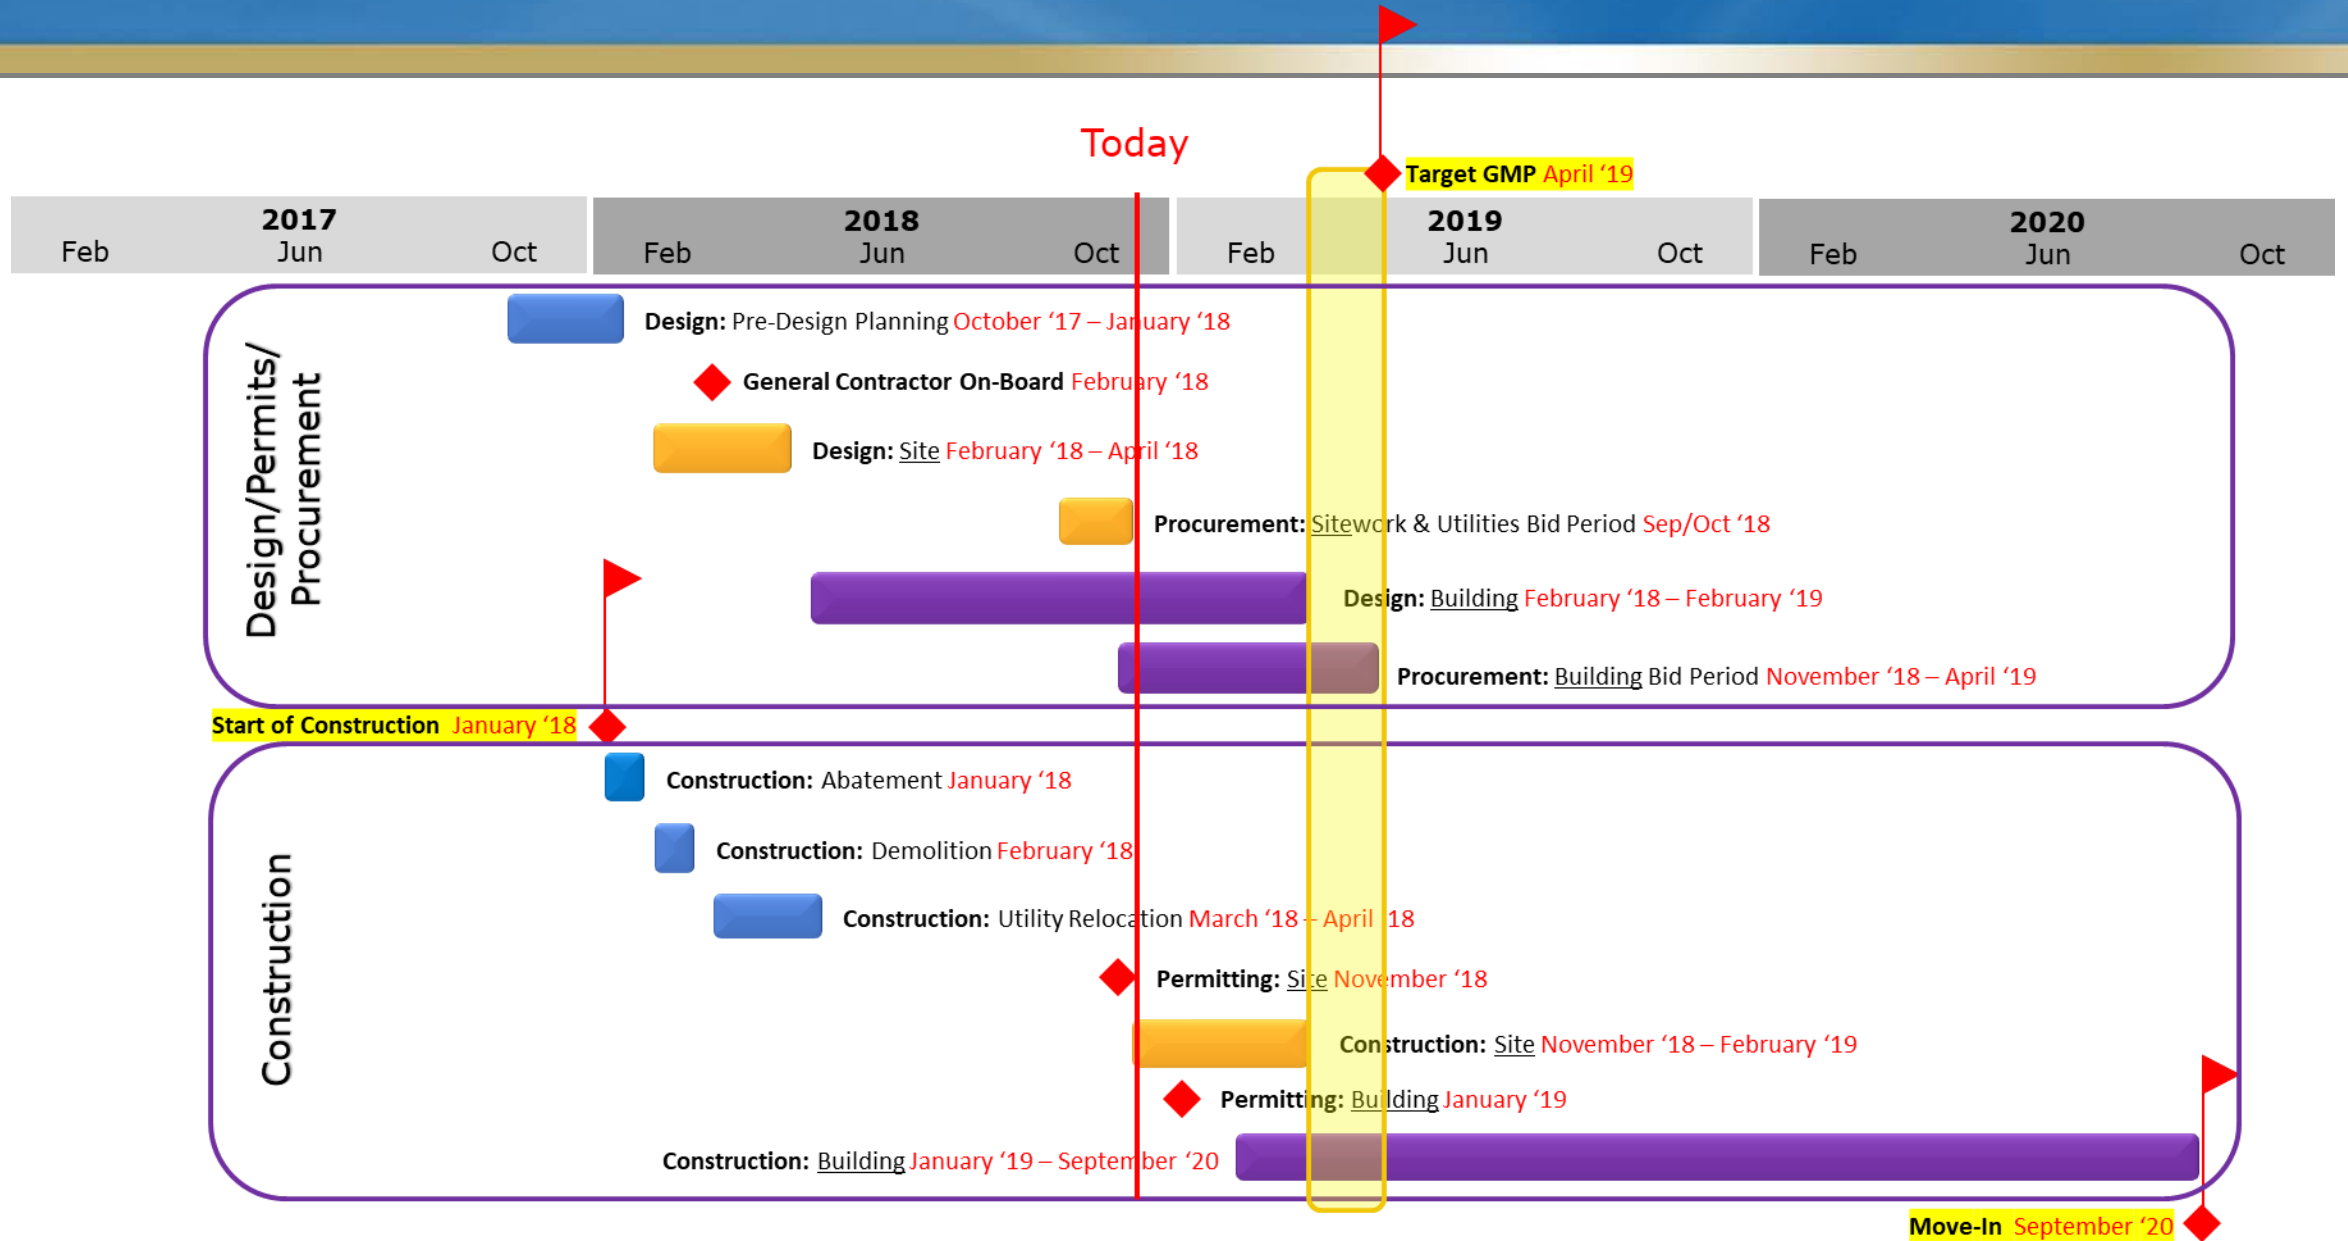 Today
Target GMP April ‘19
2017
Feb Jun Oct
2018
Feb Jun Oct
2019
Feb Jun Oct
2020
Feb Jun Oct
Design/Permits/
Procurement
Design: Pre-Design Planning October ‘17 – January ‘18
General Contractor On-Board February ‘18
Design: Site February ‘18 – April ‘18
Procurement: Sitework & Utilities Bid Period Sep/Oct ‘18
Design: Building February ‘18 – February ‘19
Procurement: Building Bid Period November ‘18 – April ‘19
Start of Construction January ‘18
Construction
Construction: Abatement January ‘18
Construction: Demolition February ‘18
Construction: Utility Relocation March ‘18 – April ‘18
Permitting: Site November ‘18
Construction: Site November ‘18 – February ‘19
Permitting: Building January ‘19
Construction: Building January ‘19 – September ‘20
Move-In September ‘20